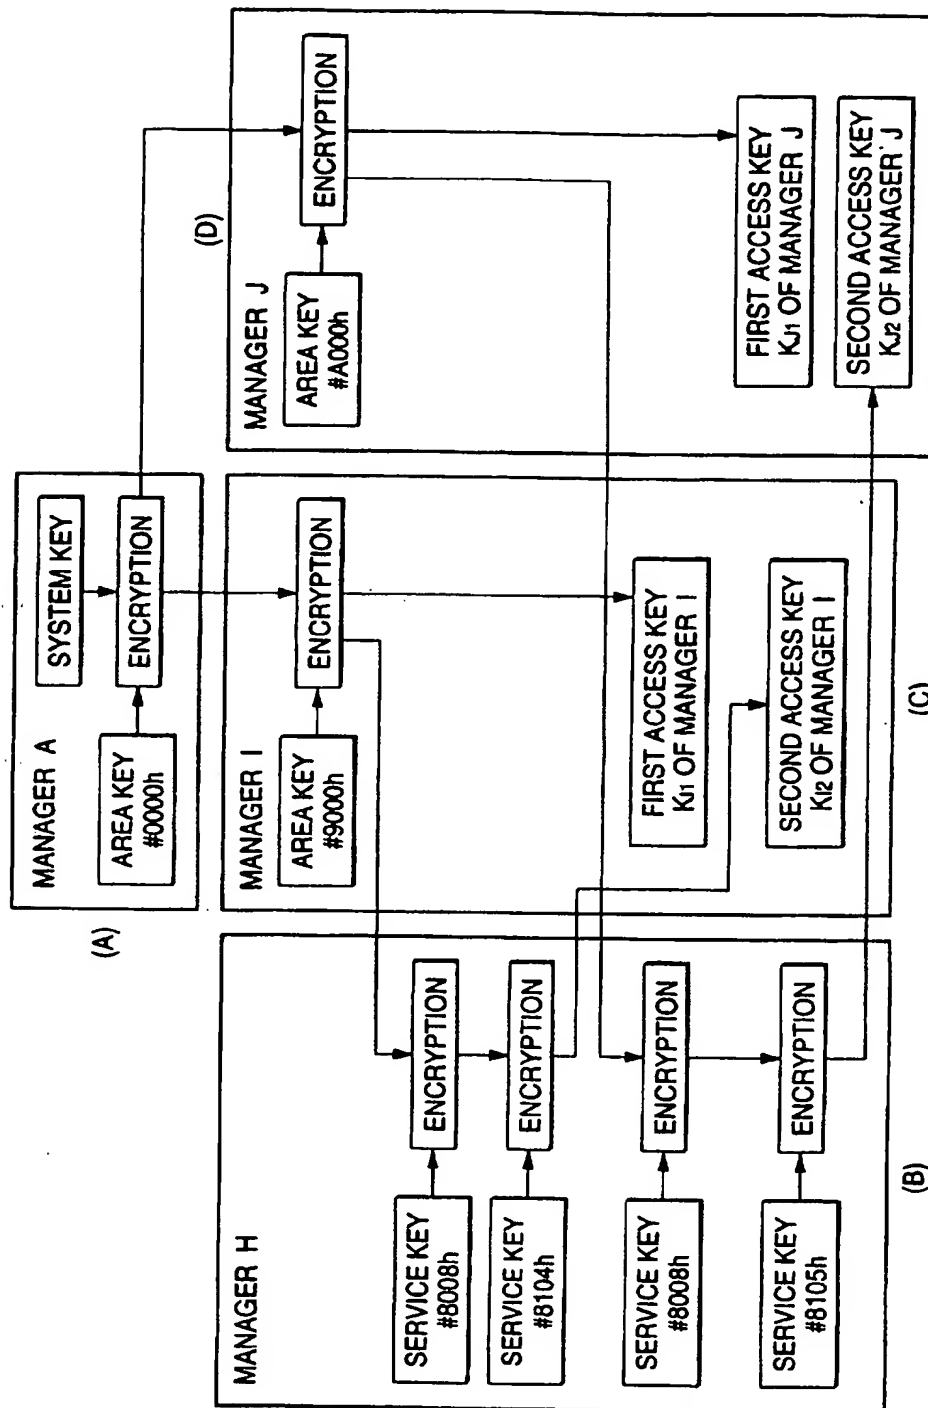 (A)
MANAGER A
SYSTEM KEY
AREA KEY
#0000h
ENCRYPTION
MANAGER H
SERVICE KEY
#8008h
ENCRYPTION
SERVICE KEY
#8104h
ENCRYPTION
SERVICE KEY
#8008h
ENCRYPTION
SERVICE KEY
#8105h
ENCRYPTION
(B)
MANAGER I
AREA KEY
#9000h
ENCRYPTION
FIRST ACCESS KEY
KJ1 OF MANAGER I
SECOND ACCESS KEY
KI2 OF MANAGER I
(C)
(D)
MANAGER J
AREA KEY
#A000h
ENCRYPTION
FIRST ACCESS KEY
KJ1 OF MANAGER J
SECOND ACCESS KEY
KJ2 OF MANAGER J